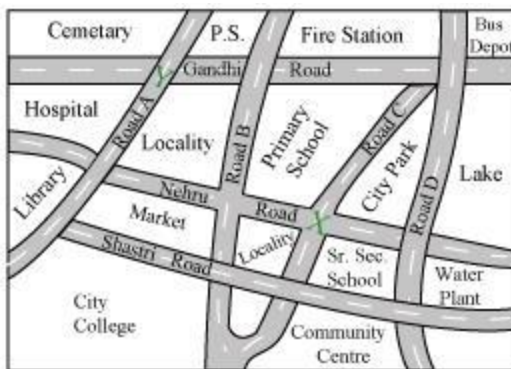 Cemetary
P.S.
Fire Station
Bus
Depot
Gandhi Road
Y
Hospital
Road A
Locality
Road B
Primary
School
Road C
City Park
Lake
Library
Nehru Road
X
Market
Locality
Road D
Shastri Road
Sr. Sec.
School
Water
Plant
City
College
Community
Centre